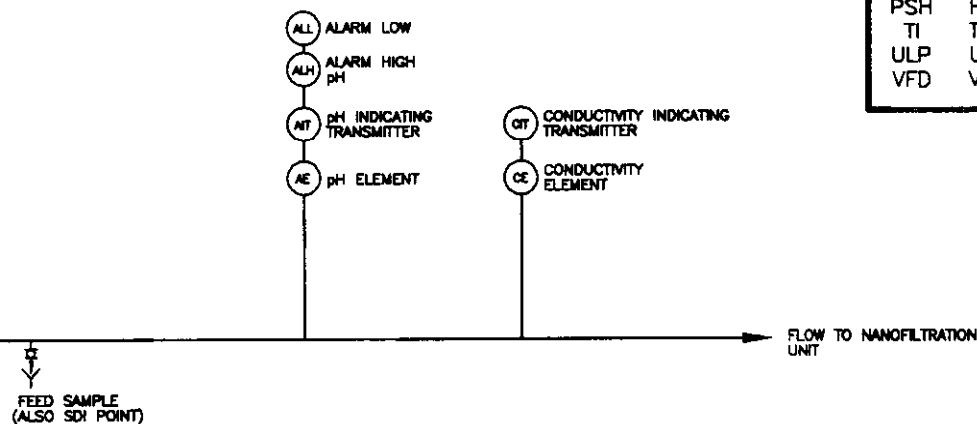 ALL ALARM LOW
ALH ALARM HIGH
pH
AIT pH INDICATING
TRANSMITTER
AE pH ELEMENT
CIT CONDUCTIVITY INDICATING
TRANSMITTER
CE CONDUCTIVITY
ELEMENT
PSH
TI
ULP
VFD
FLOW TO NANOFILTRATION
UNIT
FEED SAMPLE
(ALSO SDI POINT)